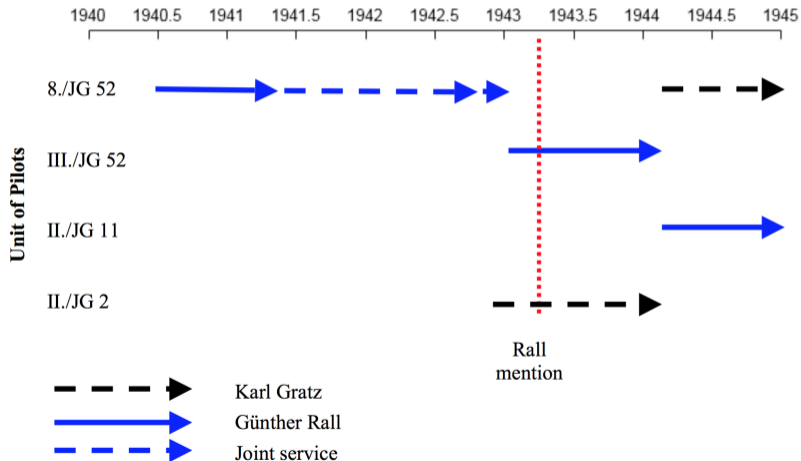 1940 1940.5 1941 1941.5 1942 1942.5 1943 1943.5 1944 1944.5 1945
Unit of Pilots
8./JG 52
III./JG 52
II./JG 11
II./JG 2
Rall
mention
Karl Gratz
Günther Rall
Joint service